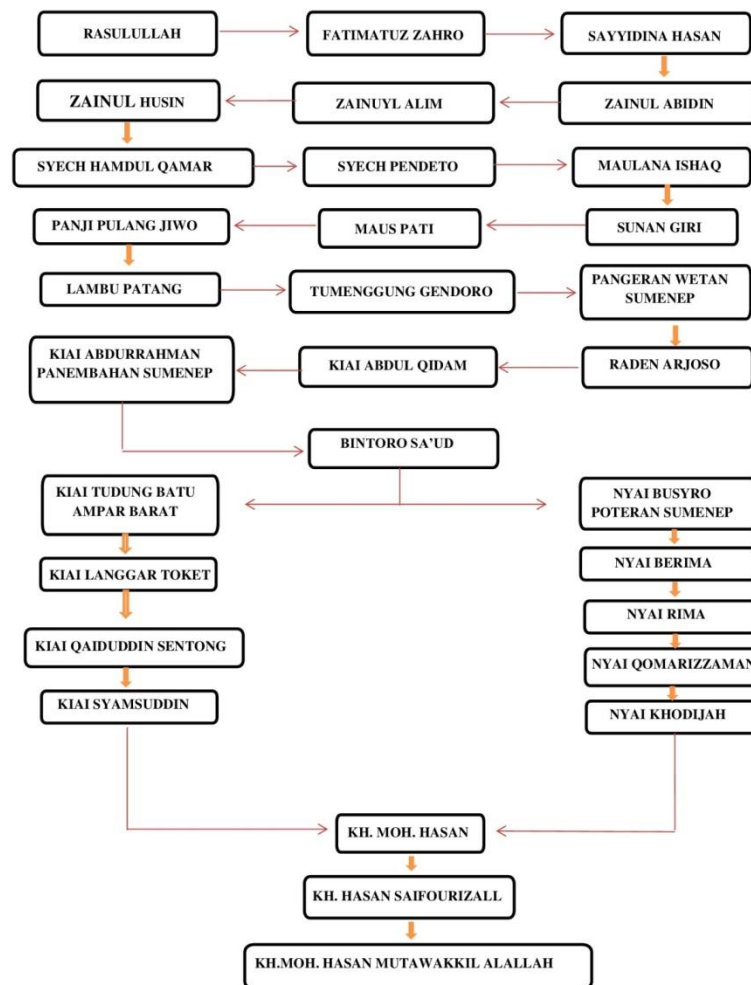 RASULULLAH
FATIMATUZ ZAHRO
SAYYIDINA HASAN
ZAINUL HUSIN
ZAINUYL ALIM
ZAINUL ABIDIN
SYECH HAMDUL QAMAR
SYECH PENDETO
MAULANA ISHAQ
PANJI PULANG JIWO
MAUS PATI
SUNAN GIRI
LAMBU PATANG
TUMENGGUNG GENDORO
PANGERAN WETAN
SUMENEP
KIAI ABDURRAHMAN
PANEMBAHAN SUMENEP
KIAI ABDUL QIDAM
RADEN ARJOSO
BINTORO SA'UD
KIAI TUDUNG BATU
AMPAR BARAT
NYAI BUSYRO
POTERAN SUMENEP
KIAI LANGGAR TOKET
NYAI BERIMA
NYAI RIMA
KIAI QAIDUDDIN SENTONG
NYAI QOMARIZZAMAN
KIAI SYAMSUDDIN
NYAI KHODIJAH
KH. MOH. HASAN
KH. HASAN SAIFOURIZALL
KH.MOH. HASAN MUTAWAKKIL ALALLAH